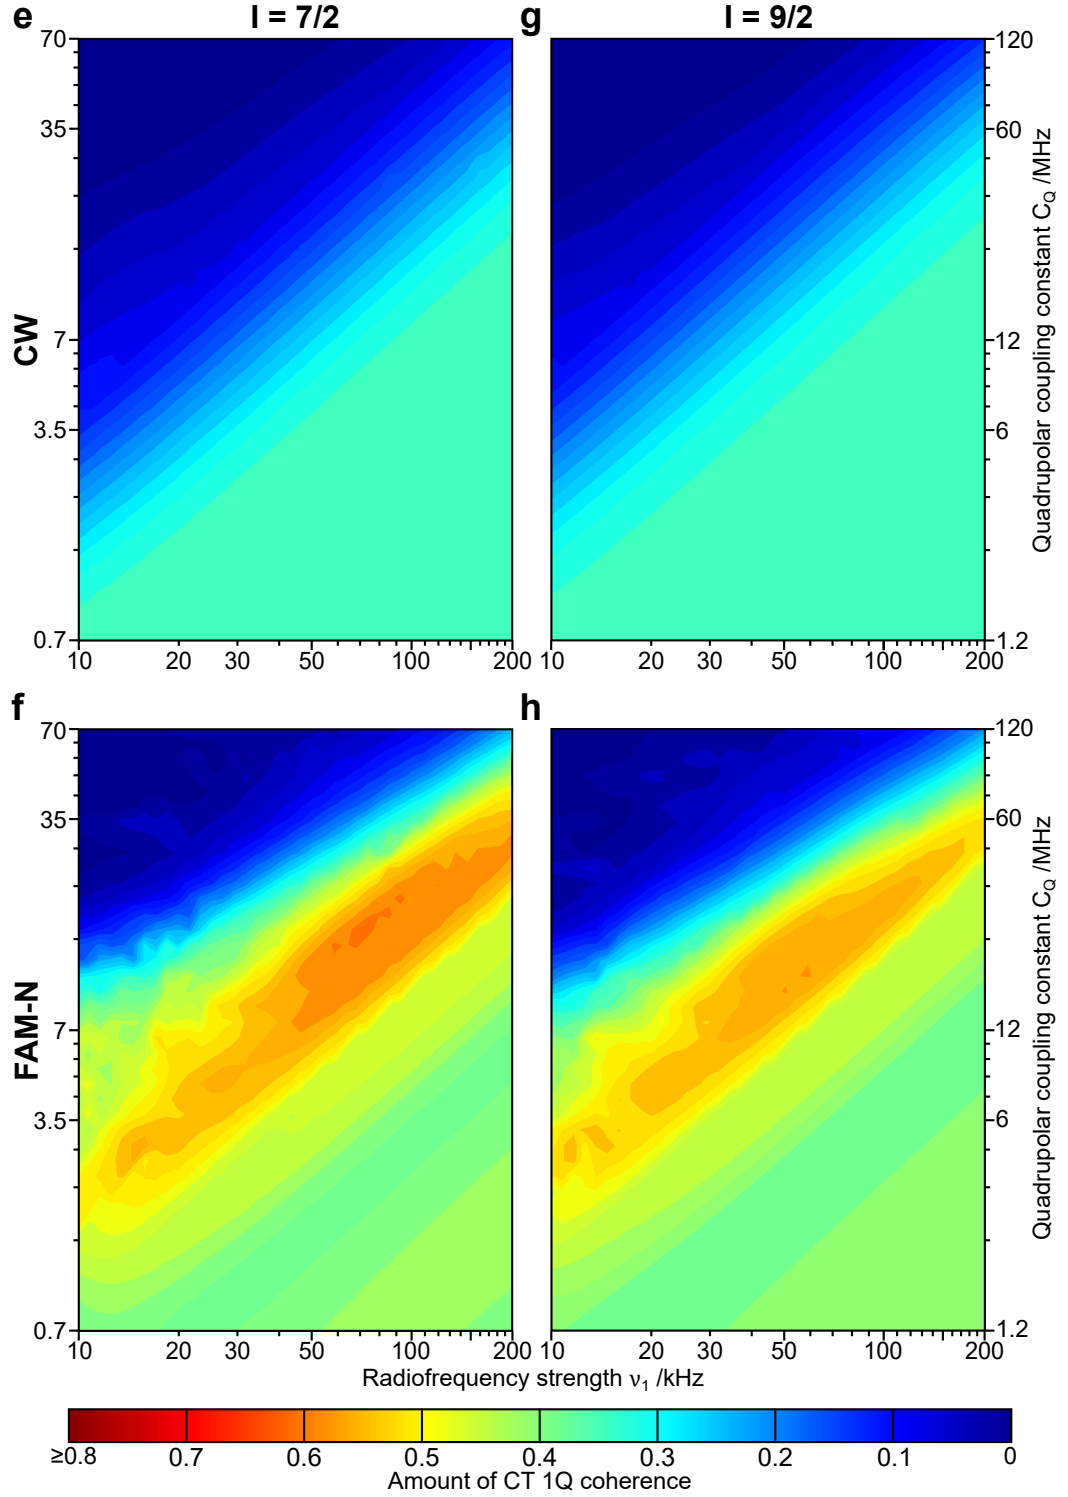 e I = 7/2 g I = 9/2
70 120
35 60
CW
7 12
3.5 6
0.7 1.2
10 20 30 50 100 200 10 20 30 50 100 200
Quadrupolar coupling constant CQ /MHz
f h
70 120
35 60
FAM-N
7 12
3.5 6
0.7 1.2
10 20 30 50 100 200 10 20 30 50 100 200
Quadrupolar coupling constant CQ /MHz
Radiofrequency strength ν1 /kHz
≥0.8 0.7 0.6 0.5 0.4 0.3 0.2 0.1 0
Amount of CT 1Q coherence